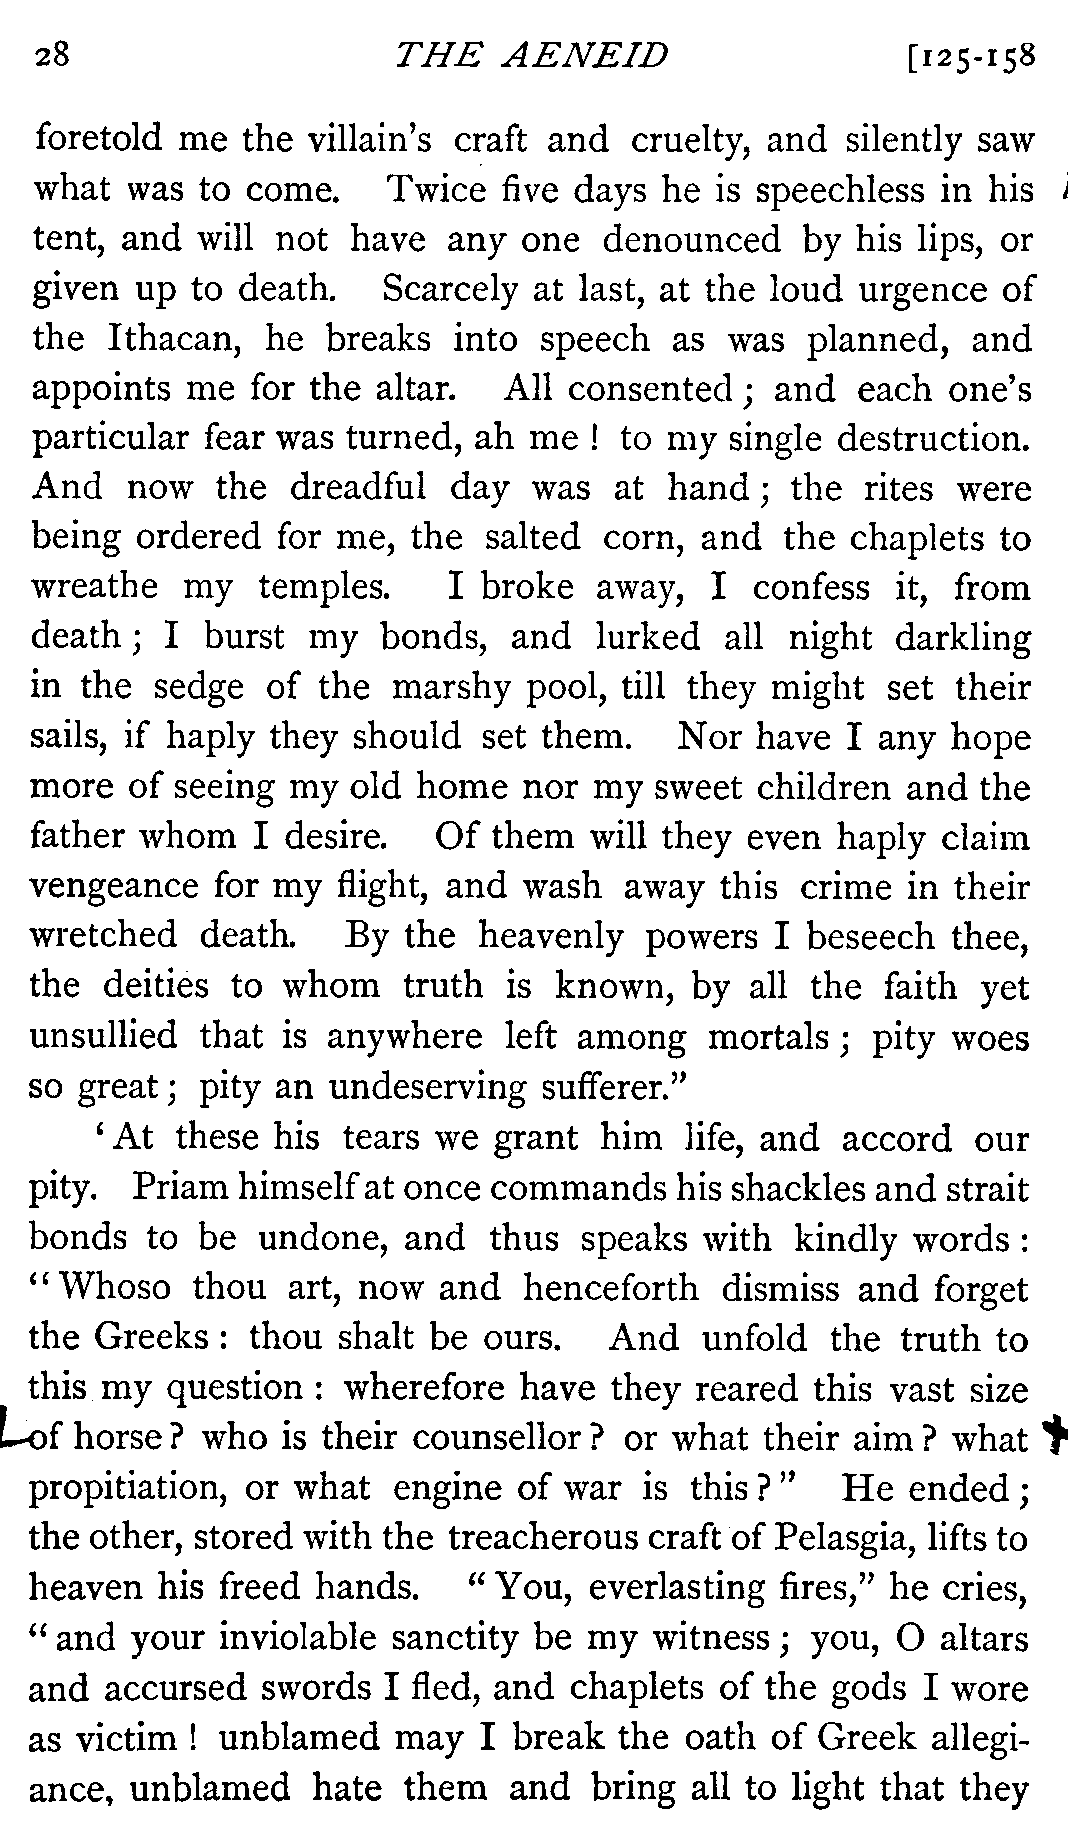 28 THE AENEID [125-158
foretold me the villain's craft and cruelty, and silently saw
what was to come. Twice five days he is speechless in his
tent, and will not have any one denounced by his lips, or
given up to death. Scarcely at last, at the loud urgence of
the Ithacan, he breaks into speech as was planned, and
appoints me for the altar. All consented ; and each one's
particular fear was turned, ah me ! to my single destruction.
And now the dreadful day was at hand ; the rites were
being ordered for me, the salted corn, and the chaplets to
wreathe my temples. I broke away, I confess it, from
death ; I burst my bonds, and lurked all night darkling
in the sedge of the marshy pool, till they might set their
sails, if haply they should set them. Nor have I any hope
more of seeing my old home nor my sweet children and the
father whom I desire. Of them will they even haply claim
vengeance for my flight, and wash away this crime in their
wretched death. By the heavenly powers I beseech thee,
the deities to whom truth is known, by all the faith yet
unsullied that is anywhere left among mortals ; pity woes
so great ; pity an undeserving sufferer.”
‘ At these his tears we grant him life, and accord our
pity. Priam himself at once commands his shackles and strait
bonds to be undone, and thus speaks with kindly words :
“ Whoso thou art, now and henceforth dismiss and forget
the Greeks : thou shalt be ours. And unfold the truth to
this my question : wherefore have they reared this vast size
of horse ? who is their counsellor ? or what their aim ? what
propitiation, or what engine of war is this ? ” He ended ;
the other, stored with the treacherous craft of Pelasgia, lifts to
heaven his freed hands. “ You, everlasting fires,” he cries,
“ and your inviolable sanctity be my witness ; you, O altars
and accursed swords I fled, and chaplets of the gods I wore
as victim ! unblamed may I break the oath of Greek allegi-
ance, unblamed hate them and bring all to light that they